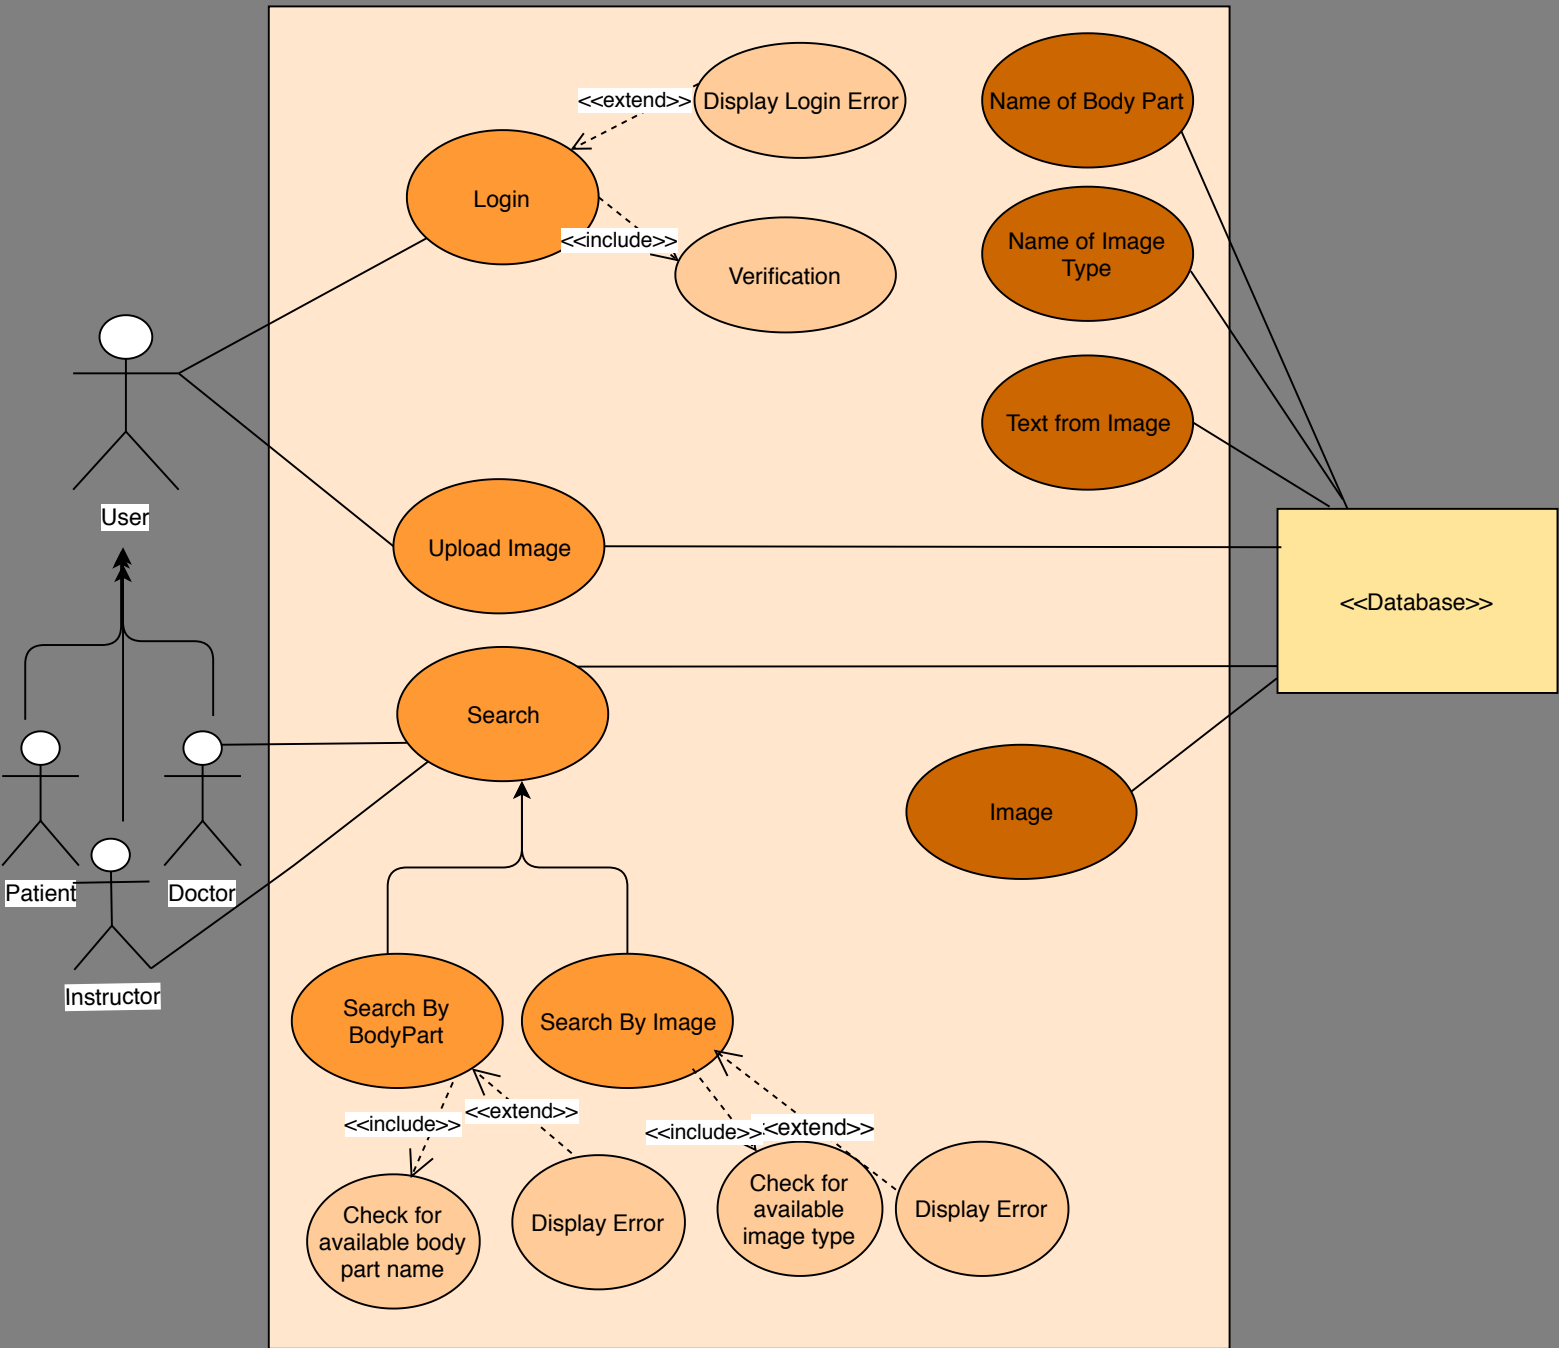 <<extend>>
Display Login Error
Name of Body Part
Login
<<include>>
Verification
Name of Image
Type
Text from Image
User
Upload Image
<<Database>>
Search
Image
Patient
Doctor
Instructor
Search By
BodyPart
Search By Image
<<include>>
<<extend>>
<<include>>
<<extend>>
Check for
available body
part name
Display Error
Check for
available
image type
Display Error